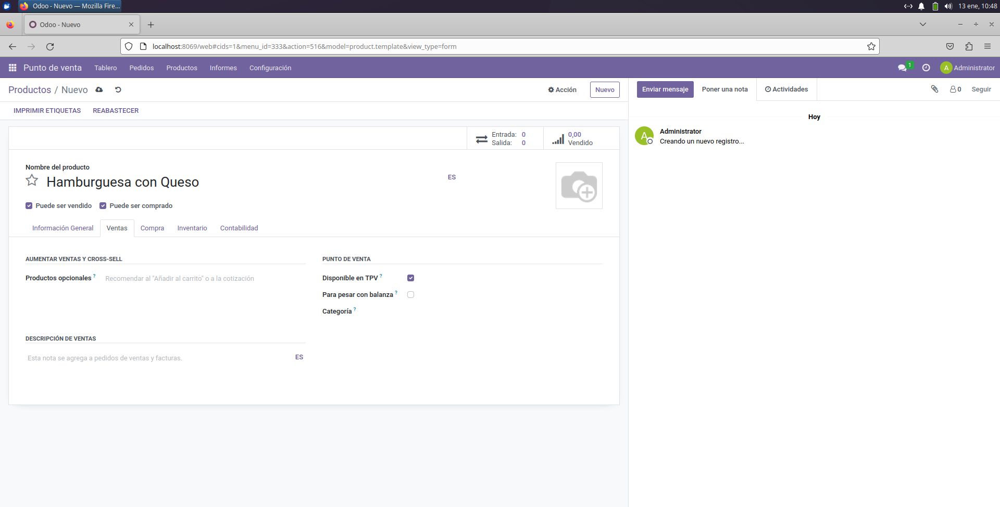 Odoo - Nuevo — Mozilla Fire...
13 ene, 10:48
Odoo - Nuevo
localhost:8069/web#cids=1&menu_id=333&action=516&model=product.template&view_type=form
Punto de venta Tablero Pedidos Productos Informes Configuración
1 A Administrator
Productos / Nuevo Acción Nuevo
Enviar mensaje Poner una nota Actividades 0 Seguir
IMPRIMIR ETIQUETAS REABASTECER
Entrada: 0
Salida: 0
0,00
Vendido
Nombre del producto
Hamburguesa con Queso ES
Puede ser vendido Puede ser comprado
Información General Ventas Compra Inventario Contabilidad
AUMENTAR VENTAS Y CROSS-SELL
Productos opcionales ? Recomendar al "Añadir al carrito" o a la cotización
PUNTO DE VENTA
Disponible en TPV ?
Para pesar con balanza ?
Categoría ?
DESCRIPCIÓN DE VENTAS
Esta nota se agrega a pedidos de ventas y facturas. ES
Hoy
A
Administrator
Creando un nuevo registro...